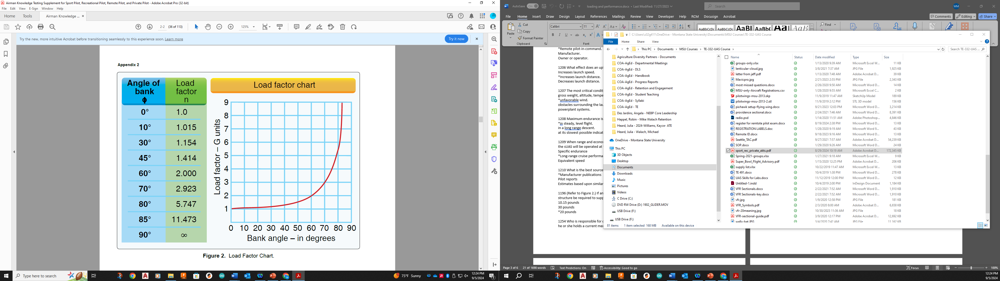 Airman Knowledge Testing Supplement for Sport Pilot, Recreational Pilot, Remote Pilot, and Private Pilot - Adobe Acrobat Pro (32-bit)
File Edit View E-Sign Window Help
Home Tools Airman Knowledge ... ×
2-2 (36 of 113) 125%
Try the new, more intuitive Acrobat before transitioning seamlessly to this experience soon. Learn more
Try it now
Appendix 2
Angle of bank ϕ
Load factor n
Load factor chart
0° 1.0
10° 1.015
30° 1.154
45° 1.414
60° 2.000
70° 2.923
80° 5.747
85° 11.473
90° ∞
Load factor – G units
9
8
7
6
5
4
3
2
1
0 10 20 30 40 50 60 70 80 90
Bank angle – in degrees
Figure 2. Load Factor Chart.
Type here to search
75°F Sunny
12:24 PM
9/5/2024
AutoSave On
loading and performance.docx • Last Modified: 11/27/2023
Search
WM
File Home Insert Draw Design Layout References Mailings Review View Developer Help RCM Docusign Acrobat
Comments Editing Share
Paste
Cut
Copy
Format Painter
Clipboard
Calibri 11
Font
Find
*Remote pilot-in-command.
Manufacturer.
Owner or operator.
1206 What effect does an upl
Increases launch speed.
*Increases launch distance.
Decreases launch distance.
1207 The most critical condit
gross weight, altitude, tempe
*unfavorable wind.
obstacles surrounding the lau
powerplant systems.
1208 Maximum endurance is
*in steady, level flight.
in a long range descent.
at its slowest possible indicat
1209 When range and econo
the sUAS will be operated at
Specific endurance
*Long-range cruise performa
Equivalent speed
1210 What is the best source
*Manufacturer publications
Pilot reports
Estimates based upon similar
1196 (Refer to Figure 2.) If an
structure be required to supp
10.15 pounds
30 pounds
*20 pounds
1254 Who is responsible for d
he or she holds a current me
C:\Users\z32g411\OneDrive - Montana State University\Documents\MSU Courses\TE-332-UAS Course
File Home Share View
This PC > Documents > MSU Courses > TE-332-UAS Course >
Search TE-332-UAS ...
Agriculture Diversity Partners - Documents
COA-AgEd - Departmental Meetings
COA-AgEd - DLS
COA-AgEd - Handbook
COA-AgEd - Progress Reports
COA-AgEd - Retention and Engagement
COA-AgEd - Student Teaching
COA-AgEd - Syllabi
COA-AgEd - TE
Des Jardins, Angela - NEBP Core Leadership
Happel, Robin - Mike Walach Retention
Heard, Julia - 2024-Williams, Kayce- ATE
Heard, Julia - Walach, Michael
OneDrive - Montana State University
This PC
3D Objects
Desktop
Documents
Downloads
Music
Pictures
Videos
C Drive (C:)
DVD RW Drive (D:) 1902_GLIDER.MOV
USB Drive (F:)
USB Drive (F:)
Name Status Date modified Type Size
groups-only.xlsx 1/13/2020 9:39 AM Microsoft Excel W... 11 KB
lenticular-cloud.jpg 3/8/2021 7:37 AM JPG File 1,925 KB
letter from jeff.pdf 1/13/2020 7:48 AM Adobe Acrobat D... 39 KB
Mavicpro.jpg 2/21/2023 2:55 PM JPG File 2,343 KB
most missed questions.docx 2/26/2020 9:50 AM Microsoft Word D... 14 KB
MSU-only-Aircraft Registrations.csv 1/28/2020 9:55 AM Microsoft Excel C... 2 KB
pilotwings-msu-2013.skp 11/9/2019 11:47 AM SketchUp Model 189 KB
pilotwings-msu-2013-2.stl 11/9/2019 2:12 PM STL 3D model 156 KB
pixhawk setup-flying wing.docx 9/21/2023 12:03 PM Microsoft Word D... 3,214 KB
providence sectional.docx 2/24/2021 7:46 AM Microsoft Word D... 8,391 KB
radio.psd 1/14/2020 11:51 AM Adobe Photoshop... 4,846 KB
register for remtote pilot exam.docx 8/19/2024 2:38 PM Microsoft Word D... 13 KB
REGISTRATION LABELS.doc 1/28/2020 9:19 AM Microsoft Word 9... 43 KB
Remote ID.docx 9/18/2023 9:16 AM Microsoft Word D... 13 KB
Seattle_TAC.pdf 9/27/2021 7:57 AM Adobe Acrobat D... 54,239 KB
SOP.docx 1/29/2020 9:26 AM Microsoft Word D... 24 KB
sport_rec_private_akts.pdf 8/29/2024 10:19 AM Adobe Acrobat D... 172,345 KB
Spring-2021-groups.xlsx 1/27/2021 9:18 AM Microsoft Excel W... 9 KB
Super_Bowl_Flight_Advisory.pdf 1/15/2020 12:25 PM Adobe Acrobat D... 206 KB
supply list.xlsx 10/22/2019 11:47 AM Microsoft Excel W... 13 KB
TE 491.docx 10/4/2019 1:38 PM Microsoft Word D... 278 KB
UAS Skills for Labs.docx 11/12/2019 12:00 PM Microsoft Word D... 12 KB
Untitled-1.indd 10/4/2019 2:00 PM InDesign Document 1,184 KB
VFR Sectionals.docx 2/22/2021 7:52 AM Microsoft Word D... 1,910 KB
VFR Sectionals-key.docx 2/22/2021 7:52 AM Microsoft Word D... 1,910 KB
vfr.jpg 1/9/2020 12:58 PM JPG File 181 KB
VFR_Symbols.pdf 2/3/2020 8:00 AM Adobe Acrobat D... 6,658 KB
vfr-20meaning.jpg 10/30/2023 11:36 AM JPG File 18 KB
VFR-sectional-guide.pdf 3/9/2020 12:17 PM Adobe Acrobat D... 12,692 KB
wally-bat.JPG 3/4/2020 7:42 AM JPG File 11,162 KB
81 items 1 item selected 168 MB Available on this device
Page 3 of 6 21 of 1698 words Text Predictions: On Accessibility: Good to go Focus 100%
12:24 PM
9/5/2024